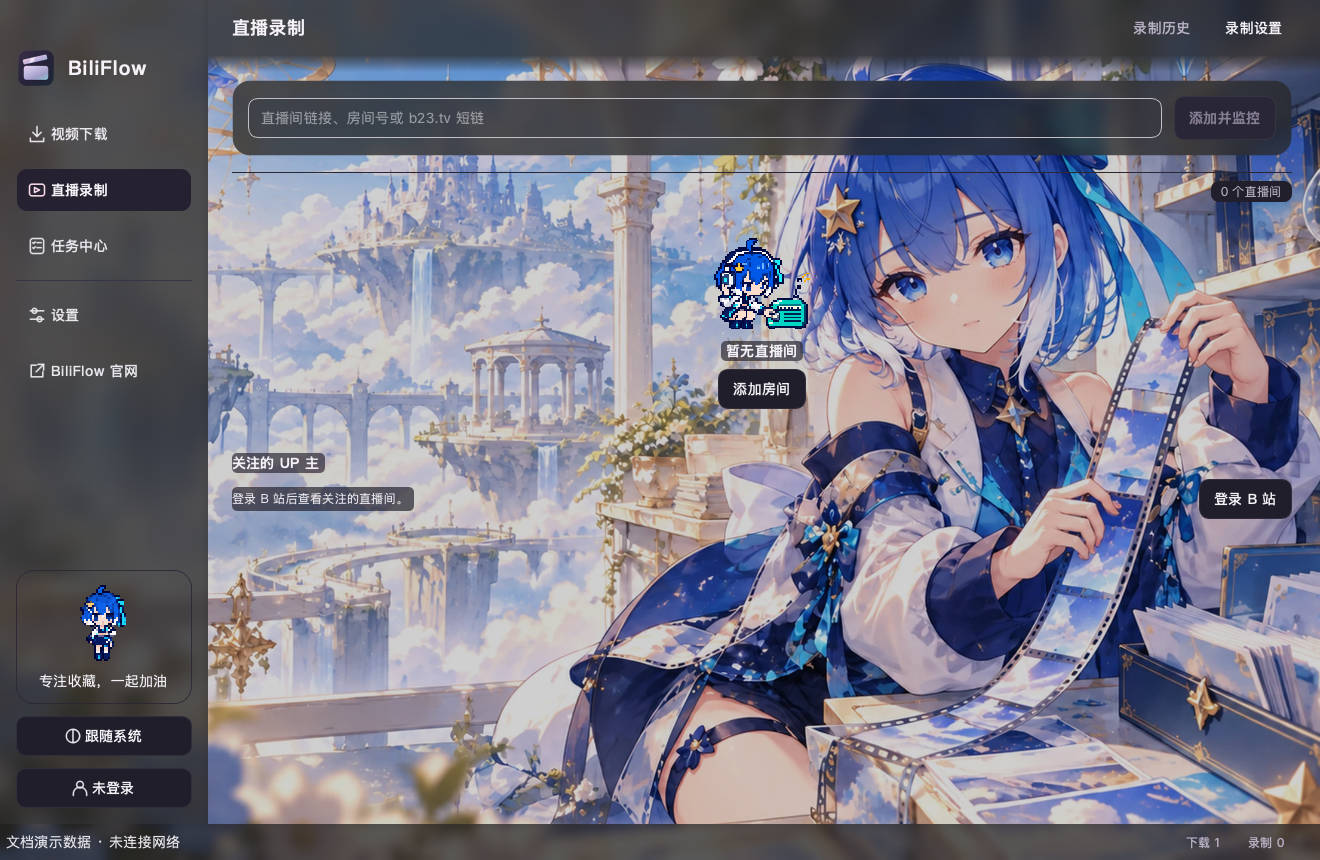 直播录制
录制历史
录制设置
BiliFlow
视频下载
直播录制
任务中心
设置
BiliFlow 官网
专注收藏，一起加油
跟随系统
未登录
直播间链接、房间号或 b23.tv 短链
添加并监控
0 个直播间
暂无直播间
添加房间
关注的 UP 主
登录 B 站后查看关注的直播间。
登录 B 站
文档演示数据 · 未连接网络
下载 1
录制 0